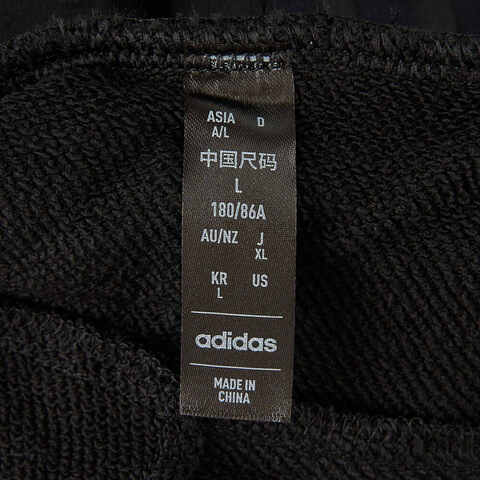 ASIA D
A/L
中国尺码
L
180/86A
AU/NZ J
XL
KR US
L
adidas
MADE IN
CHINA